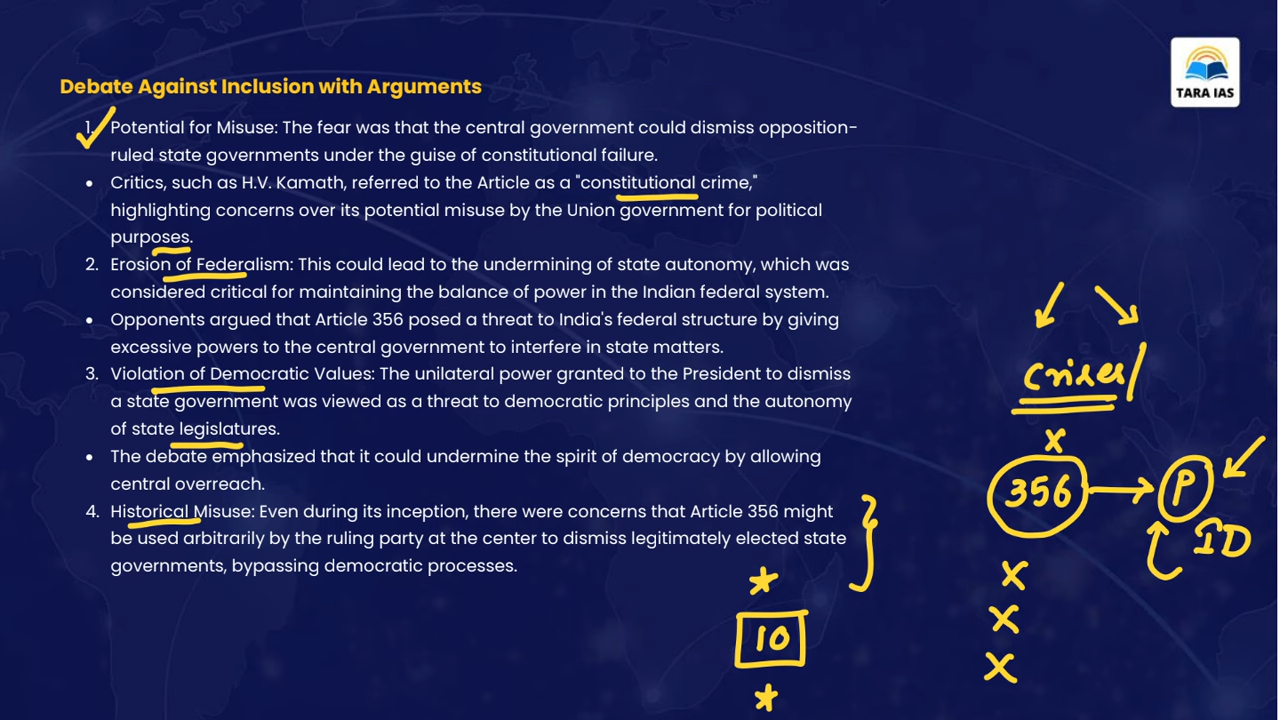 Debate Against Inclusion with Arguments
TARA IAS
1. Potential for Misuse: The fear was that the central government could dismiss opposition-
ruled state governments under the guise of constitutional failure.
• Critics, such as H.V. Kamath, referred to the Article as a "constitutional crime,"
highlighting concerns over its potential misuse by the Union government for political
purposes.
2. Erosion of Federalism: This could lead to the undermining of state autonomy, which was
considered critical for maintaining the balance of power in the Indian federal system.
• Opponents argued that Article 356 posed a threat to India's federal structure by giving
excessive powers to the central government to interfere in state matters.
3. Violation of Democratic Values: The unilateral power granted to the President to dismiss
a state government was viewed as a threat to democratic principles and the autonomy
of state legislatures.
• The debate emphasized that it could undermine the spirit of democracy by allowing
central overreach.
4. Historical Misuse: Even during its inception, there were concerns that Article 356 might
be used arbitrarily by the ruling party at the center to dismiss legitimately elected state
governments, bypassing democratic processes.
Crises
x
356
P
ID
x
x
x
10